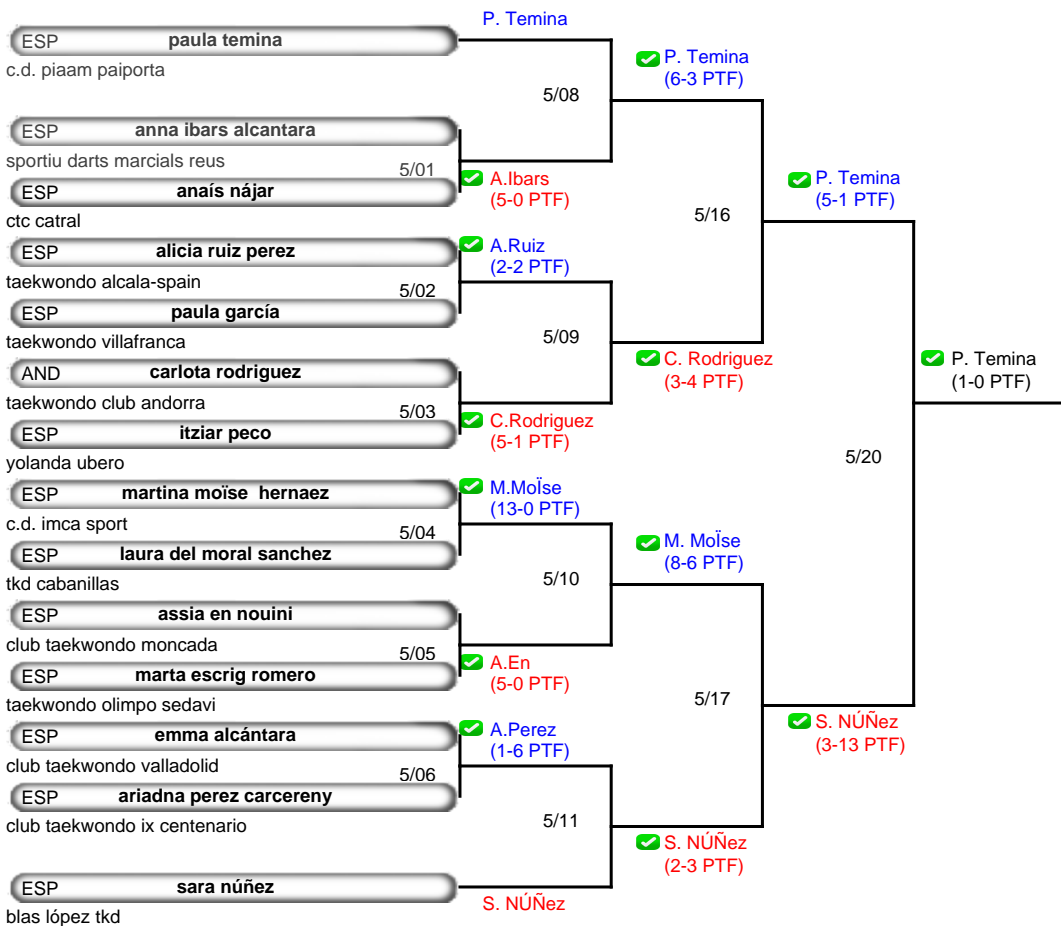 P. Temina
ESP paula temina
c.d. piaam paiporta
P. Temina
(6-3 PTF)
5/08
ESP anna ibars alcantara
sportiu darts marcials reus
5/01
ESP anaís nájar
ctc catral
A.Ibars
(5-0 PTF)
P. Temina
(5-1 PTF)
5/16
ESP alicia ruiz perez
taekwondo alcala-spain
A.Ruiz
(2-2 PTF)
5/02
ESP paula garcía
taekwondo villafranca
5/09
C. Rodriguez
(3-4 PTF)
P. Temina
(1-0 PTF)
AND carlota rodriguez
taekwondo club andorra
5/03
ESP itziar peco
yolanda ubero
C.Rodriguez
(5-1 PTF)
5/20
ESP martina moïse hernaez
c.d. imca sport
M.MoÏse
(13-0 PTF)
5/04
ESP laura del moral sanchez
tkd cabanillas
M. MoÏse
(8-6 PTF)
5/10
ESP assia en nouini
club taekwondo moncada
5/05
ESP marta escrig romero
taekwondo olimpo sedavi
A.En
(5-0 PTF)
5/17
S. NÚÑez
(3-13 PTF)
ESP emma alcántara
club taekwondo valladolid
A.Perez
(1-6 PTF)
5/06
ESP ariadna perez carcereny
club taekwondo ix centenario
5/11
S. NÚÑez
(2-3 PTF)
ESP sara núñez
blas lópez tkd
S. NÚÑez